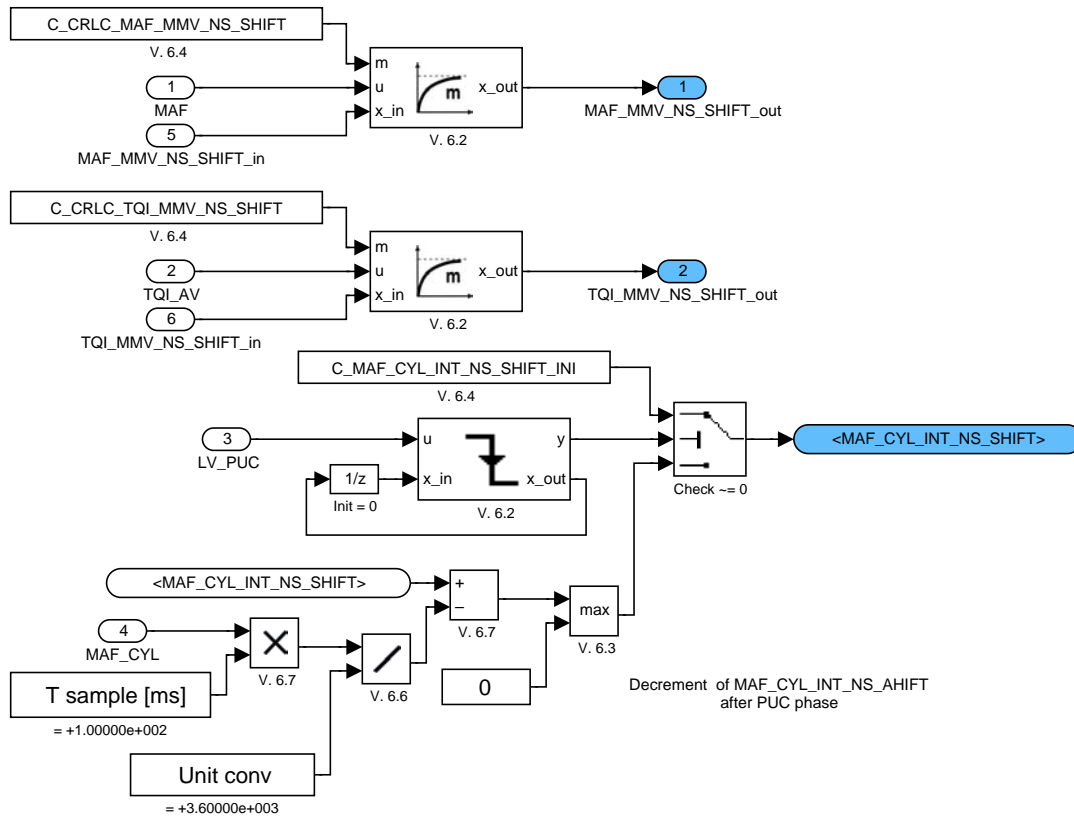 C_CRLC_MAF_MMV_NS_SHIFT
V. 6.4
1
MAF
5
MAF_MMV_NS_SHIFT_in
m
u
x_in
m
x_out
V. 6.2
1
MAF_MMV_NS_SHIFT_out
C_CRLC_TQI_MMV_NS_SHIFT
V. 6.4
2
TQI_AV
6
TQI_MMV_NS_SHIFT_in
m
u
x_in
m
x_out
V. 6.2
2
TQI_MMV_NS_SHIFT_out
C_MAF_CYL_INT_NS_SHIFT_INI
V. 6.4
3
LV_PUC
1/z
Init = 0
u
x_in
y
x_out
V. 6.2
Check ~= 0
<MAF_CYL_INT_NS_SHIFT>
<MAF_CYL_INT_NS_SHIFT>
+
–
V. 6.7
max
V. 6.3
4
MAF_CYL
V. 6.7
V. 6.6
0
T sample [ms]
= +1.00000e+002
Unit conv
= +3.60000e+003
Decrement of MAF_CYL_INT_NS_AHIFT
after PUC phase